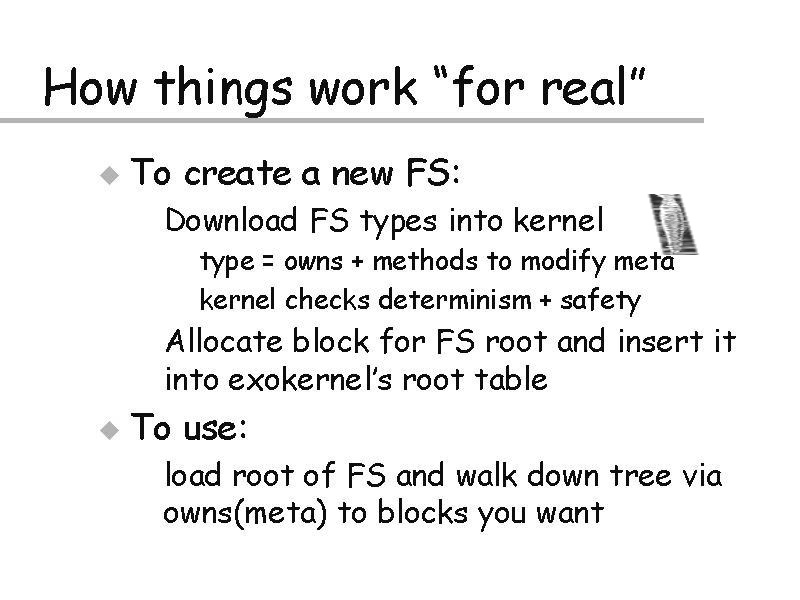 How things work “for real”
To create a new FS:
Download FS types into kernel
type = owns + methods to modify meta
kernel checks determinism + safety
Allocate block for FS root and insert it
into exokernel’s root table
To use:
load root of FS and walk down tree via
owns(meta) to blocks you want